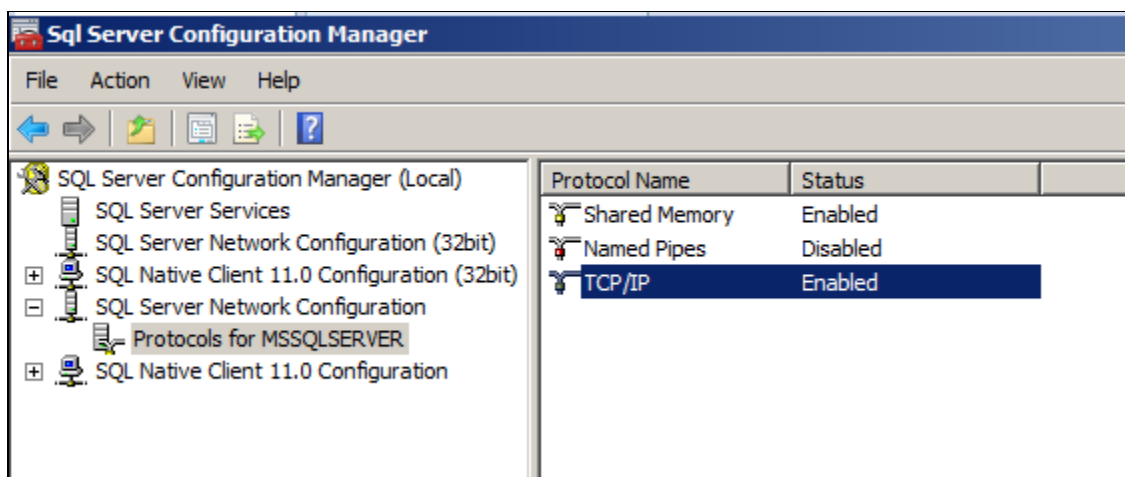 Sql Server Configuration Manager
File Action View Help
SQL Server Configuration Manager (Local)
SQL Server Services
SQL Server Network Configuration (32bit)
SQL Native Client 11.0 Configuration (32bit)
SQL Server Network Configuration
Protocols for MSSQLSERVER
SQL Native Client 11.0 Configuration
Protocol Name Status
Shared Memory Enabled
Named Pipes Disabled
TCP/IP Enabled